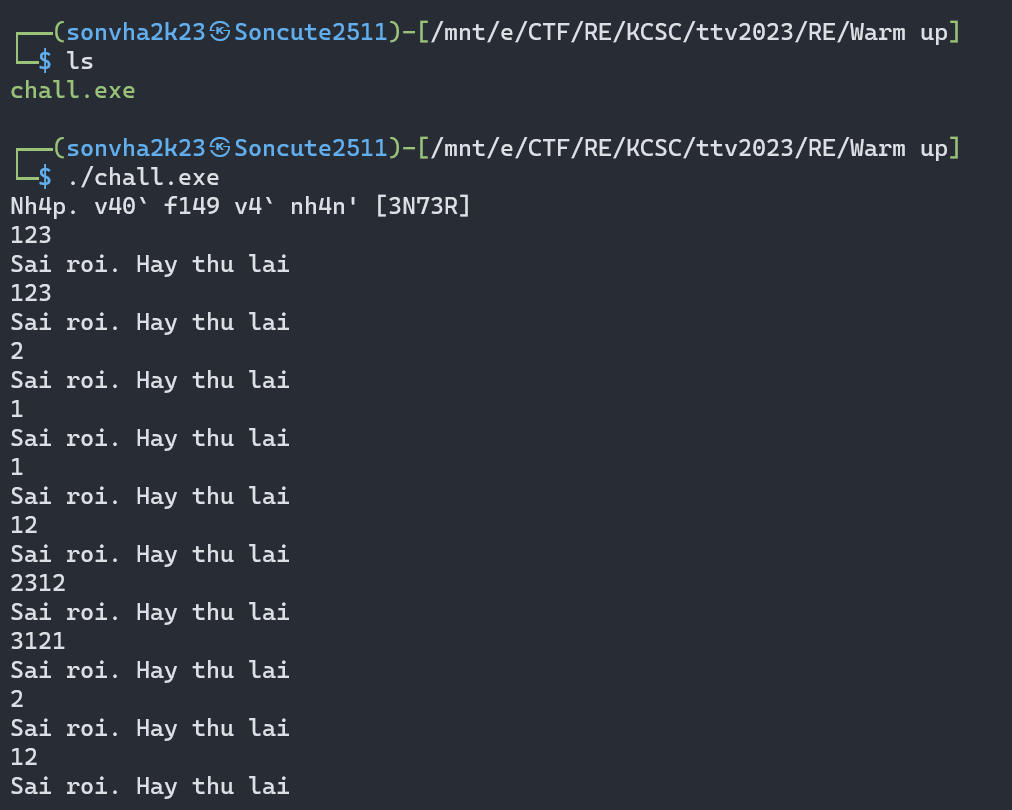 ┌──(sonvha2k23㉿Soncute2511)-[/mnt/e/CTF/RE/KCSC/ttv2023/RE/Warm up]
└─$ ls
chall.exe
┌──(sonvha2k23㉿Soncute2511)-[/mnt/e/CTF/RE/KCSC/ttv2023/RE/Warm up]
└─$ ./chall.exe
Nh4p. v40` f149 v4` nh4n' [3N73R]
123
Sai roi. Hay thu lai
123
Sai roi. Hay thu lai
2
Sai roi. Hay thu lai
1
Sai roi. Hay thu lai
1
Sai roi. Hay thu lai
12
Sai roi. Hay thu lai
2312
Sai roi. Hay thu lai
3121
Sai roi. Hay thu lai
2
Sai roi. Hay thu lai
12
Sai roi. Hay thu lai